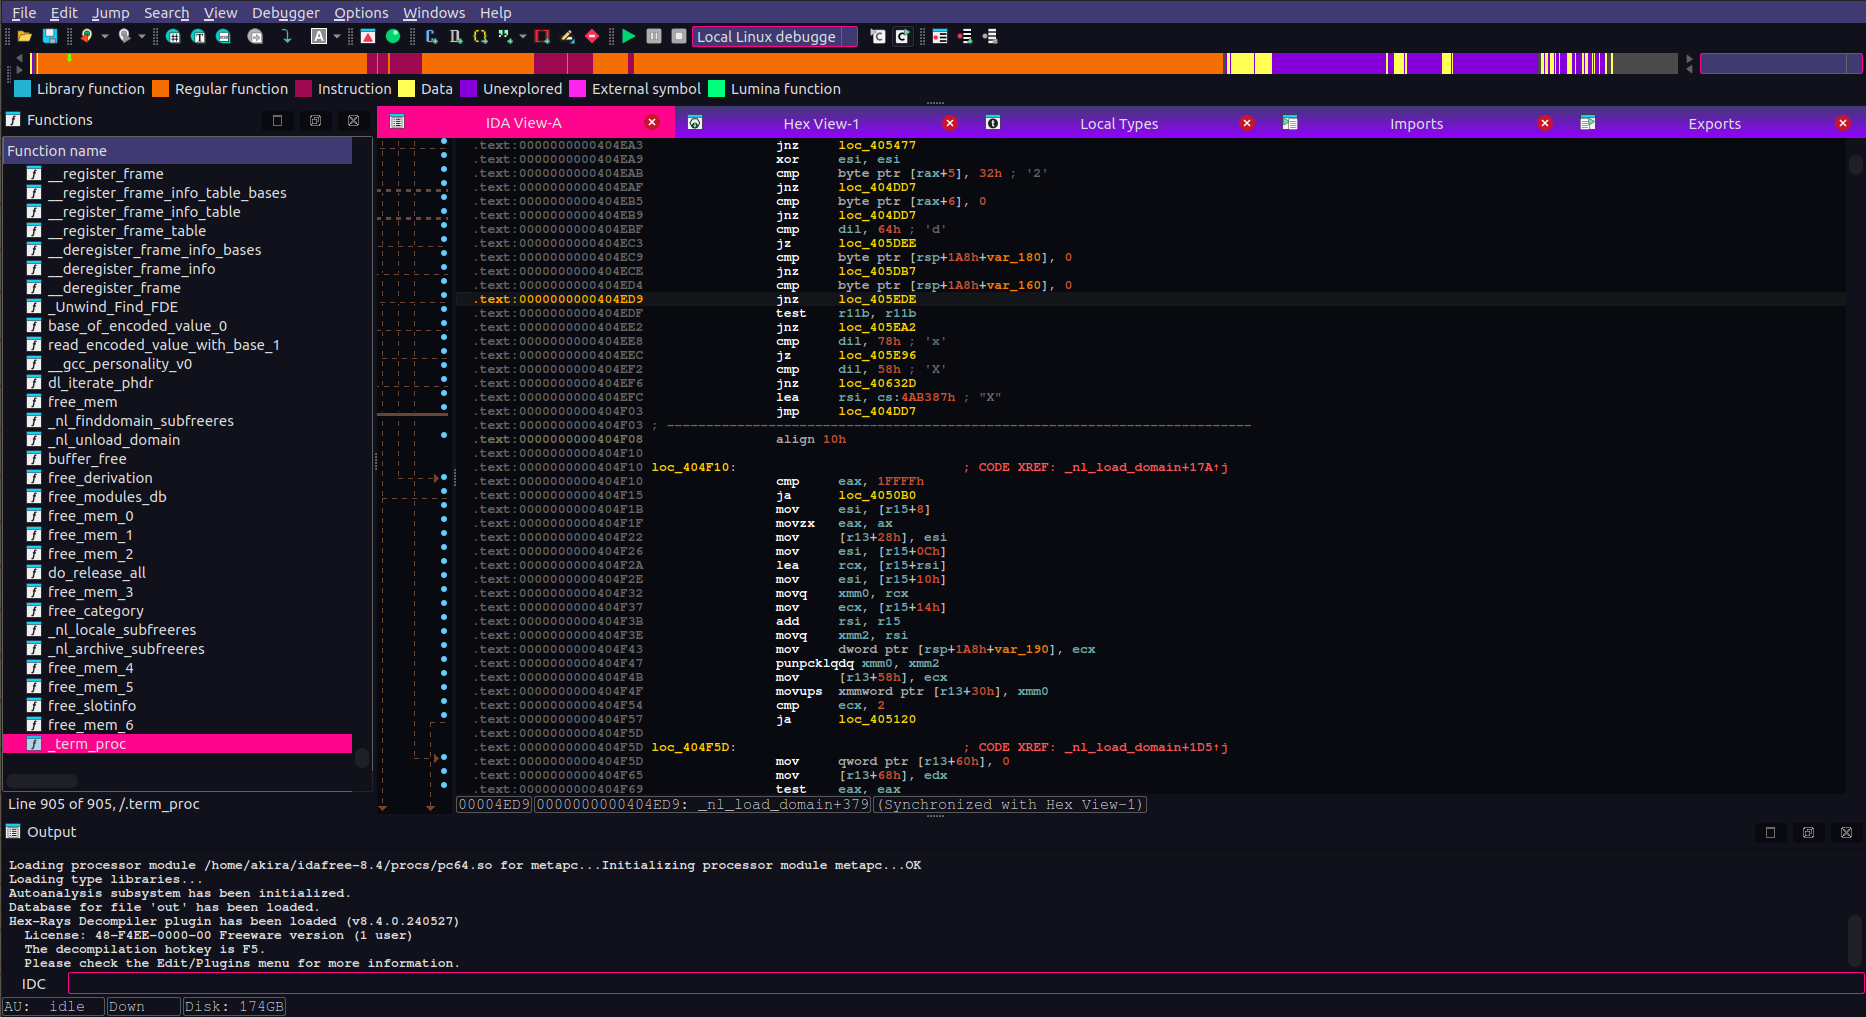 File Edit Jump Search View Debugger Options Windows Help
Local Linux debugge
Library function Regular function Instruction Data Unexplored External symbol Lumina function
Functions
Function name
__register_frame
__register_frame_info_table_bases
__register_frame_info_table
__register_frame_table
__deregister_frame_info_bases
__deregister_frame_info
__deregister_frame
_Unwind_Find_FDE
base_of_encoded_value_0
read_encoded_value_with_base_1
__gcc_personality_v0
dl_iterate_phdr
free_mem
_nl_finddomain_subfreeres
_nl_unload_domain
buffer_free
free_derivation
free_modules_db
free_mem_0
free_mem_1
free_mem_2
do_release_all
free_mem_3
free_category
_nl_locale_subfreeres
_nl_archive_subfreeres
free_mem_4
free_mem_5
free_slotinfo
free_mem_6
_term_proc
Line 905 of 905, /.term_proc
IDA View-A Hex View-1 Local Types Imports Exports
.text:0000000000404EA3 jnz loc_405477
.text:0000000000404EA9 xor esi, esi
.text:0000000000404EAB cmp byte ptr [rax+5], 32h ; '2'
.text:0000000000404EAF jnz loc_404DD7
.text:0000000000404EB5 cmp byte ptr [rax+6], 0
.text:0000000000404EB9 jnz loc_404DD7
.text:0000000000404EBF cmp dil, 64h ; 'd'
.text:0000000000404EC3 jz loc_405DEE
.text:0000000000404EC9 cmp byte ptr [rsp+1A8h+var_180], 0
.text:0000000000404ECE jnz loc_405DB7
.text:0000000000404ED4 cmp byte ptr [rsp+1A8h+var_160], 0
.text:0000000000404ED9 jnz loc_405EDE
.text:0000000000404EDF test r11b, r11b
.text:0000000000404EE2 jnz loc_405EA2
.text:0000000000404EE8 cmp dil, 78h ; 'x'
.text:0000000000404EEC jz loc_405E96
.text:0000000000404EF2 cmp dil, 58h ; 'X'
.text:0000000000404EF6 jnz loc_40632D
.text:0000000000404EFC lea rsi, cs:4AB387h ; "X"
.text:0000000000404F03 jmp loc_404DD7
.text:0000000000404F03 ; ---------------------------------------------------------------------------
.text:0000000000404F08 align 10h
.text:0000000000404F10
.text:0000000000404F10 loc_404F10: ; CODE XREF: _nl_load_domain+17A↑j
.text:0000000000404F10 cmp eax, 1FFFFh
.text:0000000000404F15 ja loc_4050B0
.text:0000000000404F1B mov esi, [r15+8]
.text:0000000000404F1F movzx eax, ax
.text:0000000000404F22 mov [r13+28h], esi
.text:0000000000404F26 mov esi, [r15+0Ch]
.text:0000000000404F2A lea rcx, [r15+rsi]
.text:0000000000404F2E mov esi, [r15+10h]
.text:0000000000404F32 movq xmm0, rcx
.text:0000000000404F37 mov ecx, [r15+14h]
.text:0000000000404F3B add rsi, r15
.text:0000000000404F3E movq xmm2, rsi
.text:0000000000404F43 mov dword ptr [rsp+1A8h+var_190], ecx
.text:0000000000404F47 punpcklqdq xmm0, xmm2
.text:0000000000404F4B mov [r13+58h], ecx
.text:0000000000404F4F movups xmmword ptr [r13+30h], xmm0
.text:0000000000404F54 cmp ecx, 2
.text:0000000000404F57 ja loc_405120
.text:0000000000404F5D
.text:0000000000404F5D loc_404F5D: ; CODE XREF: _nl_load_domain+1D5↑j
.text:0000000000404F5D mov qword ptr [r13+60h], 0
.text:0000000000404F65 mov [r13+68h], edx
.text:0000000000404F69 test eax, eax
00004ED9 0000000000404ED9: _nl_load_domain+379 (Synchronized with Hex View-1)
Output
Loading processor module /home/akira/idafree-8.4/procs/pc64.so for metapc...Initializing processor module metapc...OK
Loading type libraries...
Autoanalysis subsystem has been initialized.
Database for file 'out' has been loaded.
Hex-Rays Decompiler plugin has been loaded (v8.4.0.240527)
License: 48-F4EE-0000-00 Freeware version (1 user)
The decompilation hotkey is F5.
Please check the Edit/Plugins menu for more information.
IDC
AU: idle Down Disk: 174GB